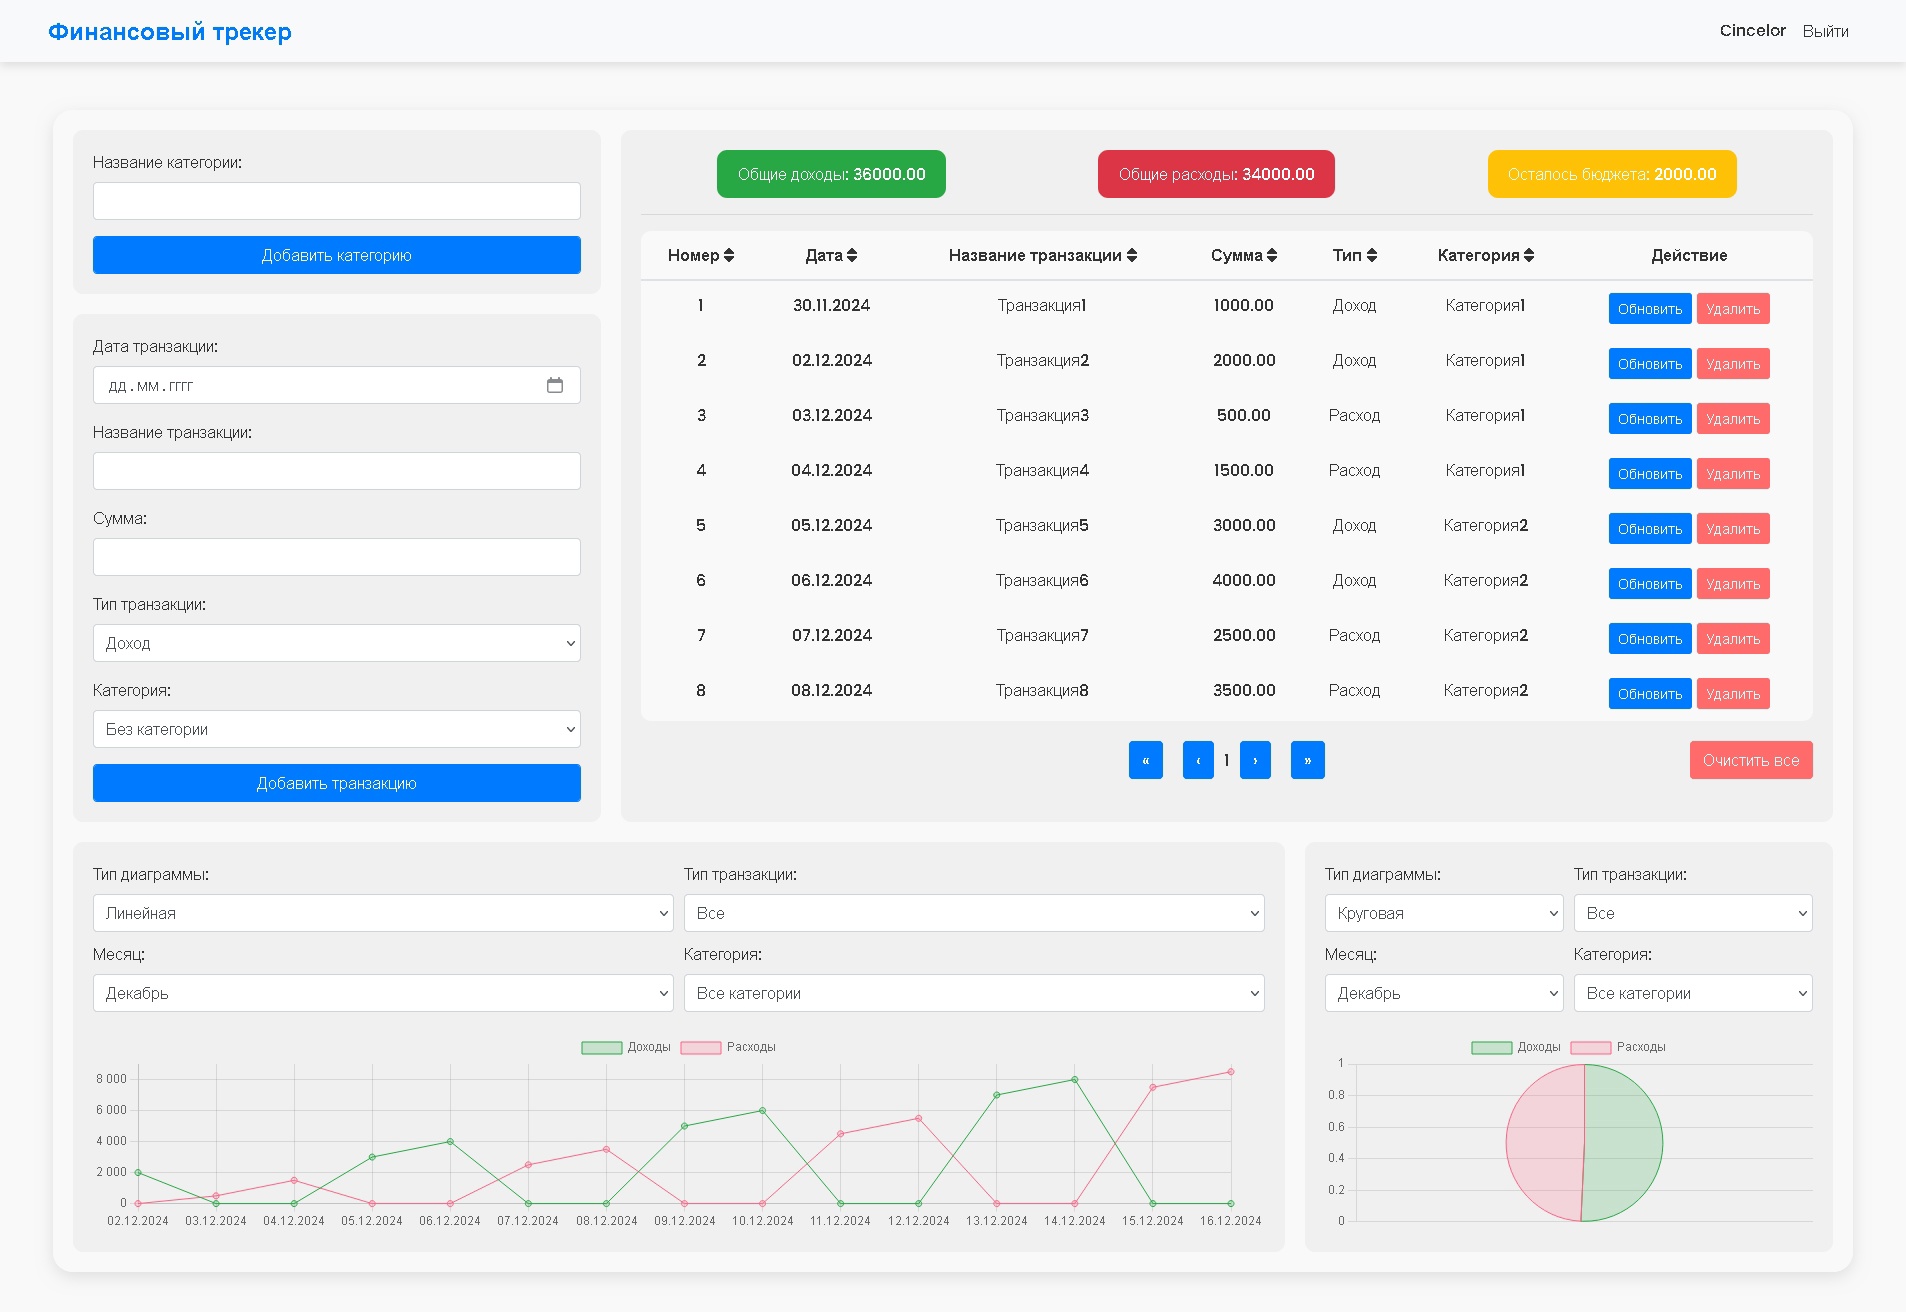 Финансовый трекер
Cincelor Выйти
Название категории:
Добавить категорию
Дата транзакции:
дд.мм.гггг
Название транзакции:
Сумма:
Тип транзакции:
Доход
Категория:
Без категории
Добавить транзакцию
Общие доходы: 36000.00 Общие расходы: 34000.00 Осталось бюджета: 2000.00
Номер Дата Название транзакции Сумма Тип Категория Действие
1 30.11.2024 Транзакция1 1000.00 Доход Категория1 Обновить Удалить
2 02.12.2024 Транзакция2 2000.00 Доход Категория1 Обновить Удалить
3 03.12.2024 Транзакция3 500.00 Расход Категория1 Обновить Удалить
4 04.12.2024 Транзакция4 1500.00 Расход Категория1 Обновить Удалить
5 05.12.2024 Транзакция5 3000.00 Доход Категория2 Обновить Удалить
6 06.12.2024 Транзакция6 4000.00 Доход Категория2 Обновить Удалить
7 07.12.2024 Транзакция7 2500.00 Расход Категория2 Обновить Удалить
8 08.12.2024 Транзакция8 3500.00 Расход Категория2 Обновить Удалить
« ‹ 1 › » Очистить все
Тип диаграммы: Тип транзакции:
Линейная Все
Месяц: Категория:
Декабрь Все категории
Доходы Расходы
8 000
6 000
4 000
2 000
0
02.12.2024 03.12.2024 04.12.2024 05.12.2024 06.12.2024 07.12.2024 08.12.2024 09.12.2024 10.12.2024 11.12.2024 12.12.2024 13.12.2024 14.12.2024 15.12.2024 16.12.2024
Тип диаграммы: Тип транзакции:
Круговая Все
Месяц: Категория:
Декабрь Все категории
Доходы Расходы
1
0.8
0.6
0.4
0.2
0